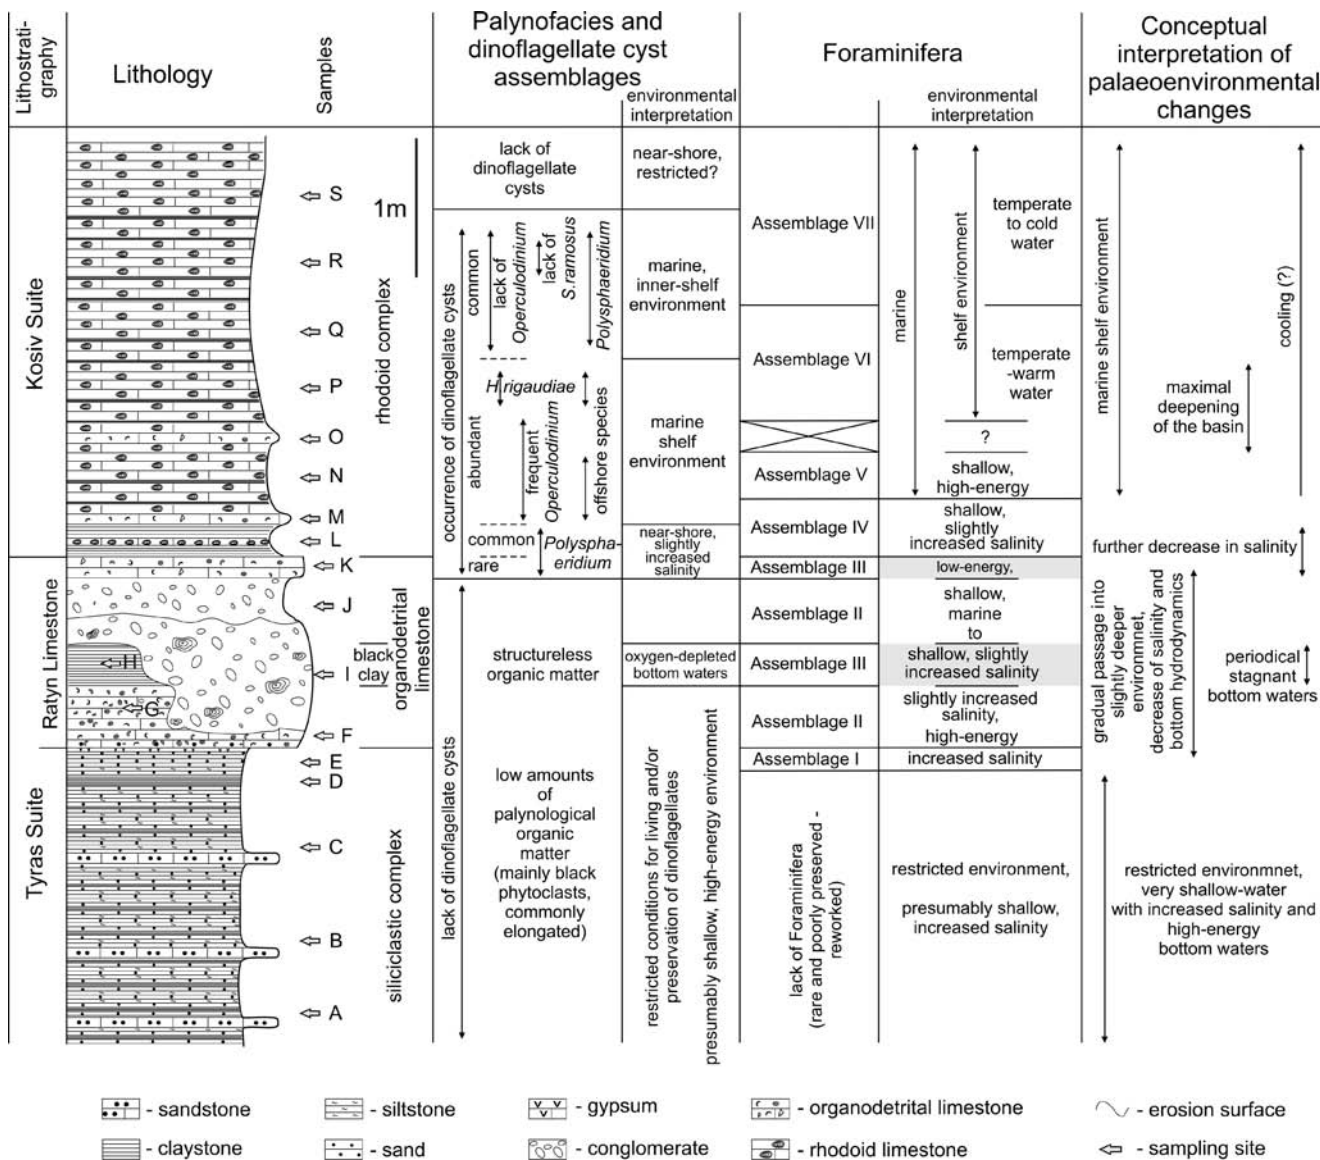 Lithostrati-
graphy
Lithology
Samples
Palynofacies and
dinoflagellate cyst
assemblages
environmental
interpretation
Foraminifera
environmental
interpretation
Conceptual
interpretation of
palaeoenvironmental
changes
Kosiv Suite
Ratyn Limestone
Tyras Suite
S
R
Q
P
O
N
M
L
K
J
H
I
G
F
E
D
C
B
A
1m
rhodoid complex
black
clay
organodetrital
limestone
siliciclastic complex
lack of
dinoflagellate
cysts
occurrence of dinoflagellate cysts
common
lack of
Operculodinium
lack of
S.ramosus
Polysphaeridium
H.rigaudiae
abundant
frequent
Operculodinium
offshore species
common
rare
Polyspha-
eridium
lack of dinoflagellate cysts
structureless
organic matter
low amounts
of
palynological
organic
matter
(mainly black
phytoclasts,
commonly
elongated)
near-shore,
restricted?
marine,
inner-shelf
environment
marine
shelf
environment
near-shore,
slightly
increased
salinity
oxygen-depleted
bottom waters
restricted conditions for living and/or
preservation of dinoflagellates
presumably shallow, high-energy environment
Assemblage VII
Assemblage VI
Assemblage V
Assemblage IV
Assemblage III
Assemblage II
Assemblage III
Assemblage II
Assemblage I
lack of Foraminifera
(rare and poorly preserved -
reworked)
marine
shelf environment
temperate
to cold
water
temperate
-warm
water
?
shallow,
high-energy
shallow,
slightly
increased salinity
low-energy,
shallow,
marine
to
shallow, slightly
increased salinity
slightly increased
salinity,
high-energy
increased salinity
restricted environment,
presumably shallow,
increased salinity
marine shelf environment
maximal
deepening
of the basin
cooling (?)
further decrease in salinity
gradual passage into
slightly deeper
environmnet,
decrease of salinity and
bottom hydrodynamics
periodical
stagnant
bottom waters
restricted environmnet,
very shallow-water
with increased salinity and
high-energy
bottom waters
- sandstone
- siltstone
- gypsum
- organodetrital limestone
- erosion surface
- claystone
- sand
- conglomerate
- rhodoid limestone
- sampling site